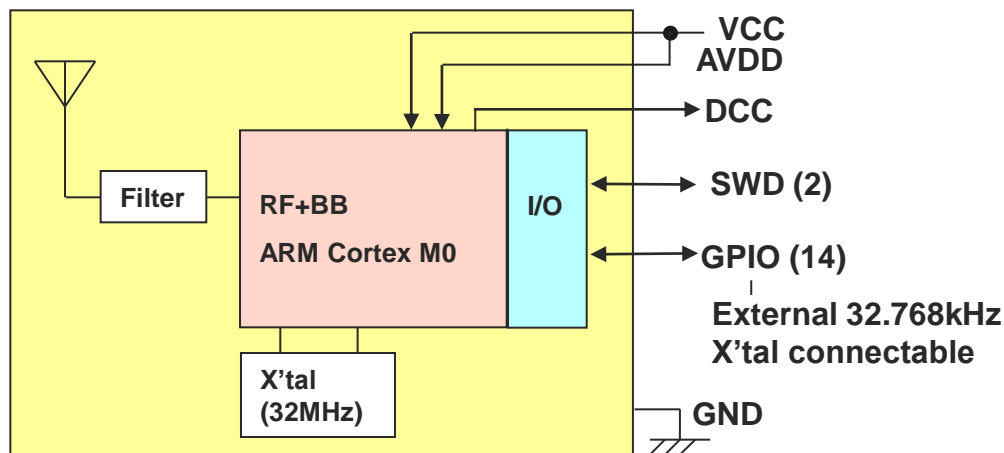 VCC
AVDD
DCC
Filter
RF+BB
ARM Cortex M0
I/O
SWD (2)
GPIO (14)
External 32.768kHz
X'tal connectable
X'tal
(32MHz)
GND